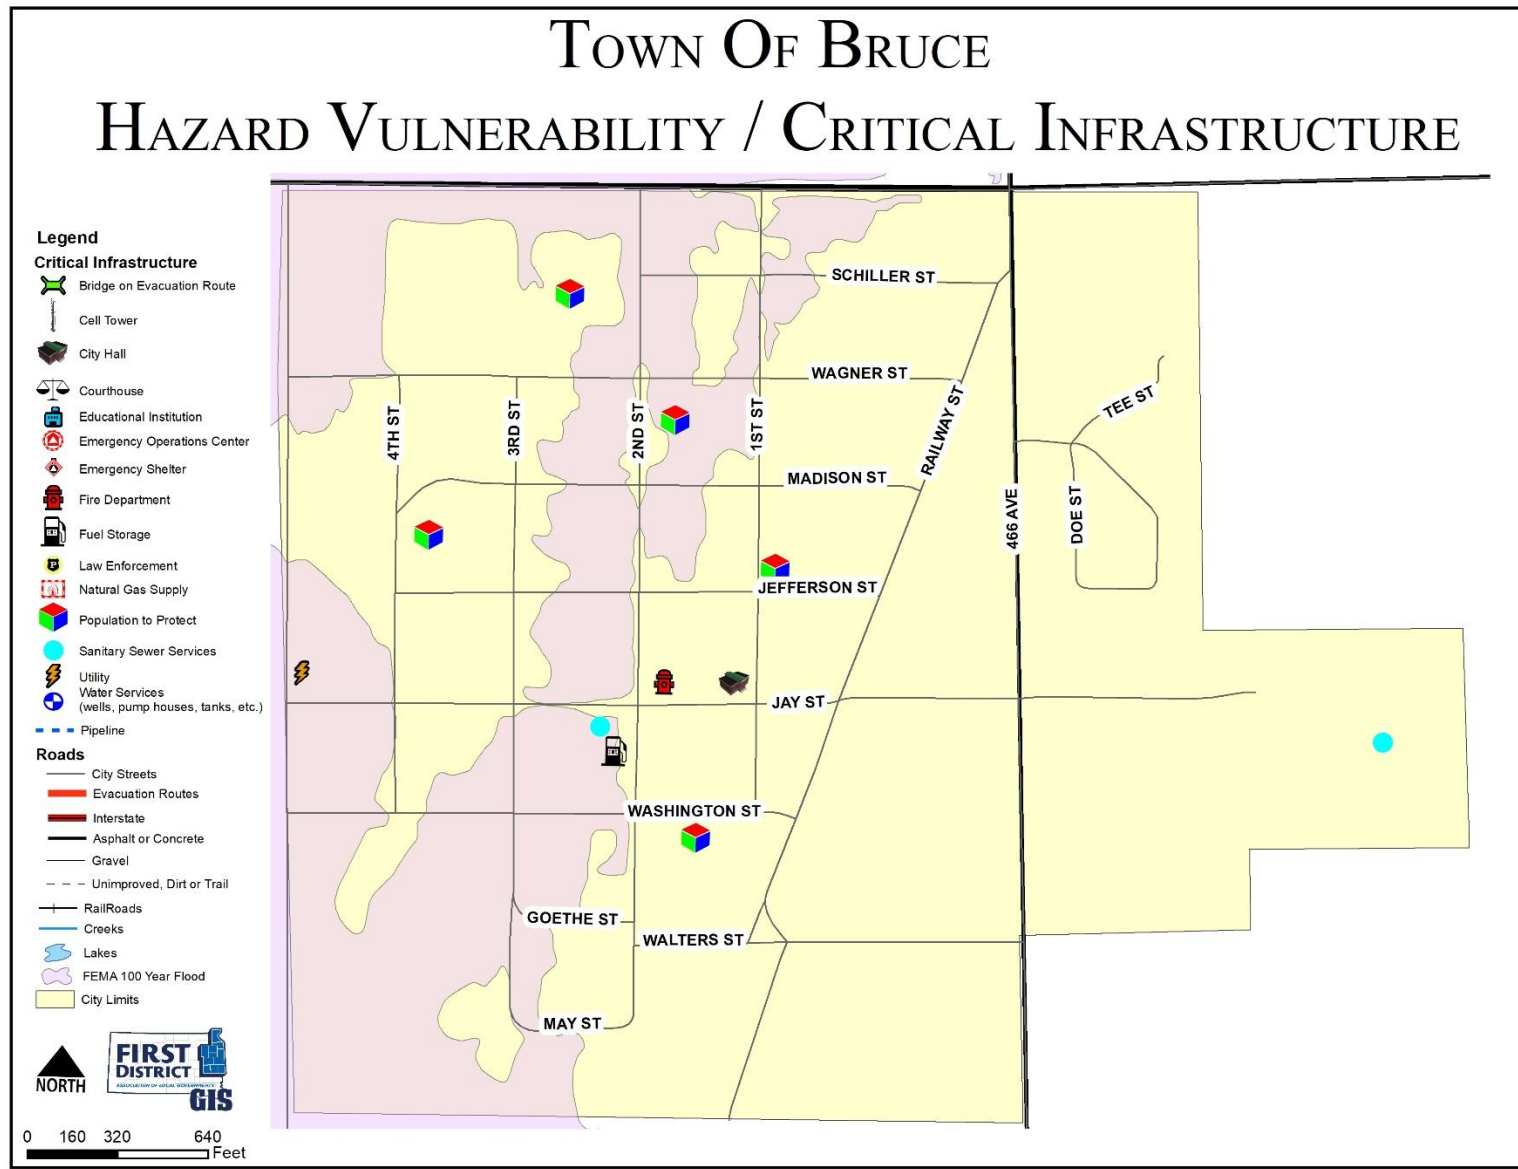 TOWN OF BRUCE
HAZARD VULNERABILITY / CRITICAL INFRASTRUCTURE
Legend
Critical Infrastructure
Bridge on Evacuation Route
Cell Tower
City Hall
Courthouse
Educational Institution
Emergency Operations Center
Emergency Shelter
Fire Department
Fuel Storage
Law Enforcement
Natural Gas Supply
Population to Protect
Sanitary Sewer Services
Utility
Water Services
(wells, pump houses, tanks, etc.)
Pipeline
Roads
City Streets
Evacuation Routes
Interstate
Asphalt or Concrete
Gravel
Unimproved, Dirt or Trail
RailRoads
Creeks
Lakes
FEMA 100 Year Flood
City Limits
NORTH
FIRST
DISTRICT
ASSOCIATION OF LOCAL GOVERNMENTS
GIS
0 160 320 640
Feet
SCHILLER ST
WAGNER ST
4TH ST
3RD ST
2ND ST
1ST ST
RAILWAY ST
TEE ST
MADISON ST
466 AVE
DOE ST
JEFFERSON ST
JAY ST
WASHINGTON ST
GOETHE ST
WALTERS ST
MAY ST